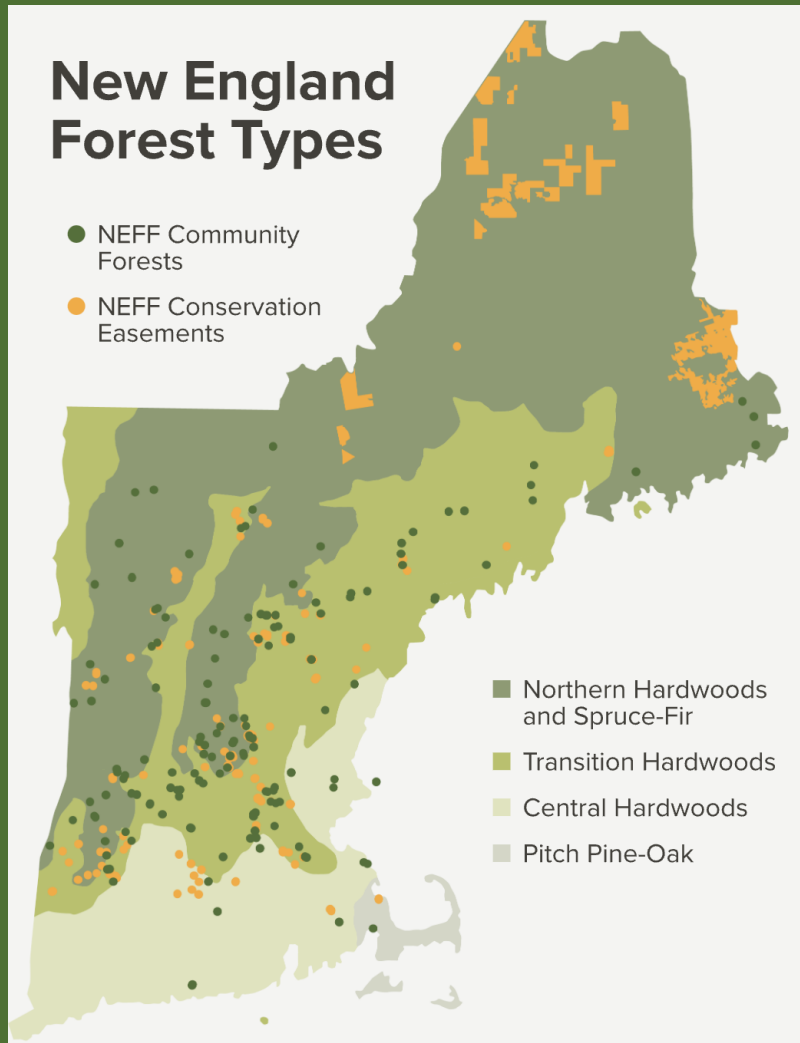 New England
Forest Types
NEFF Community
Forests
NEFF Conservation
Easements
Northern Hardwoods
and Spruce-Fir
Transition Hardwoods
Central Hardwoods
Pitch Pine-Oak